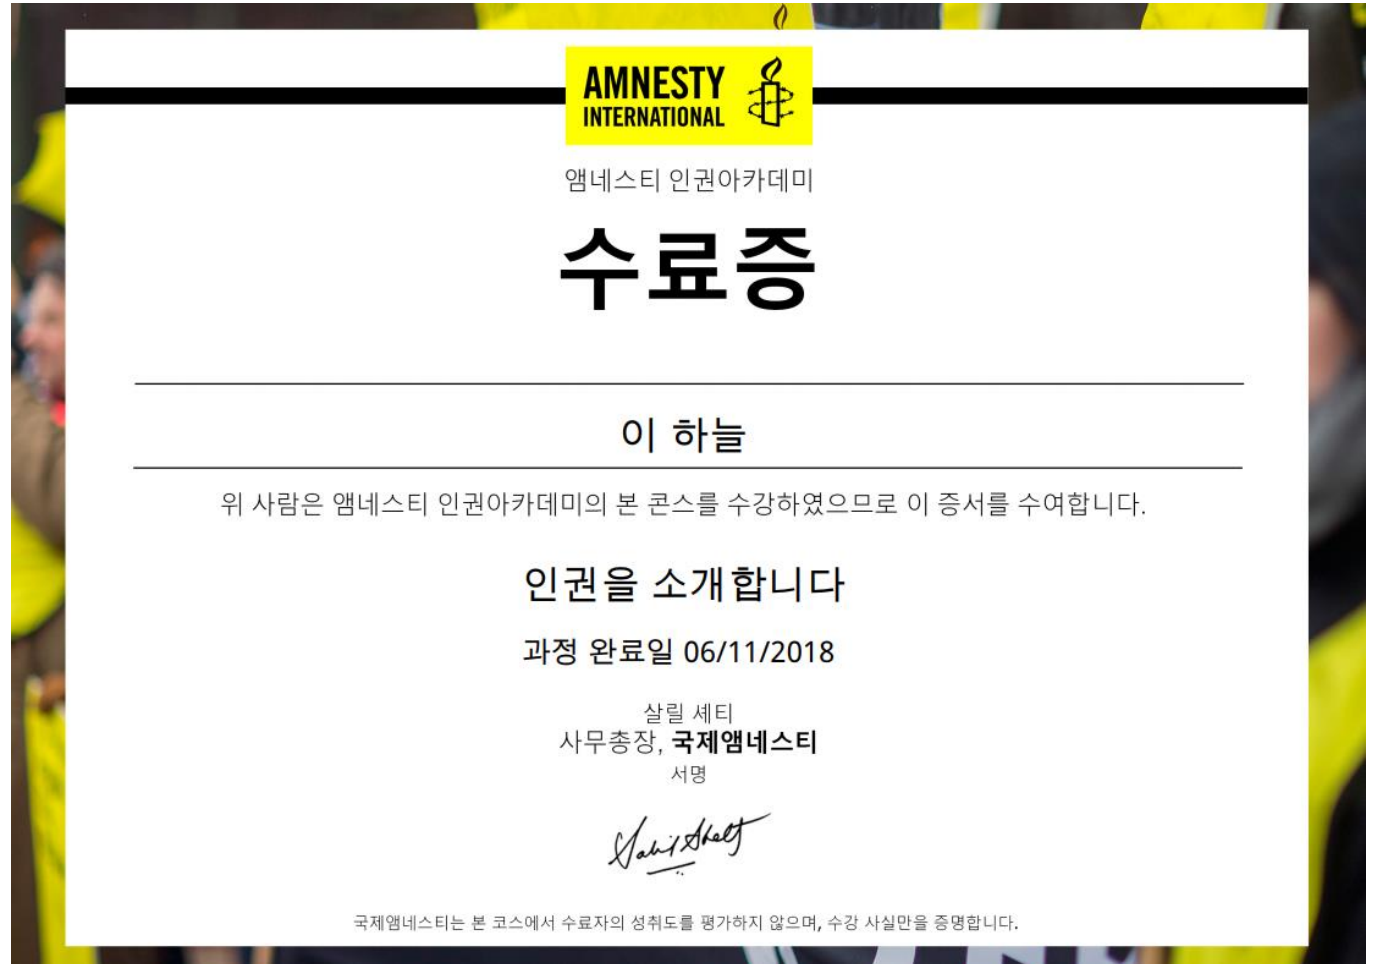 AMNESTY
INTERNATIONAL
앰네스티 인권아카데미
수료증
이 하늘
위 사람은 앰네스티 인권아카데미의 본 콘스를 수강하였으므로 이 증서를 수여합니다.
인권을 소개합니다
과정 완료일 06/11/2018
살릴 셰티
사무총장, 국제앰네스티
서명
Salil Shetty
국제앰네스티는 본 코스에서 수료자의 성취도를 평가하지 않으며, 수강 사실만을 증명합니다.